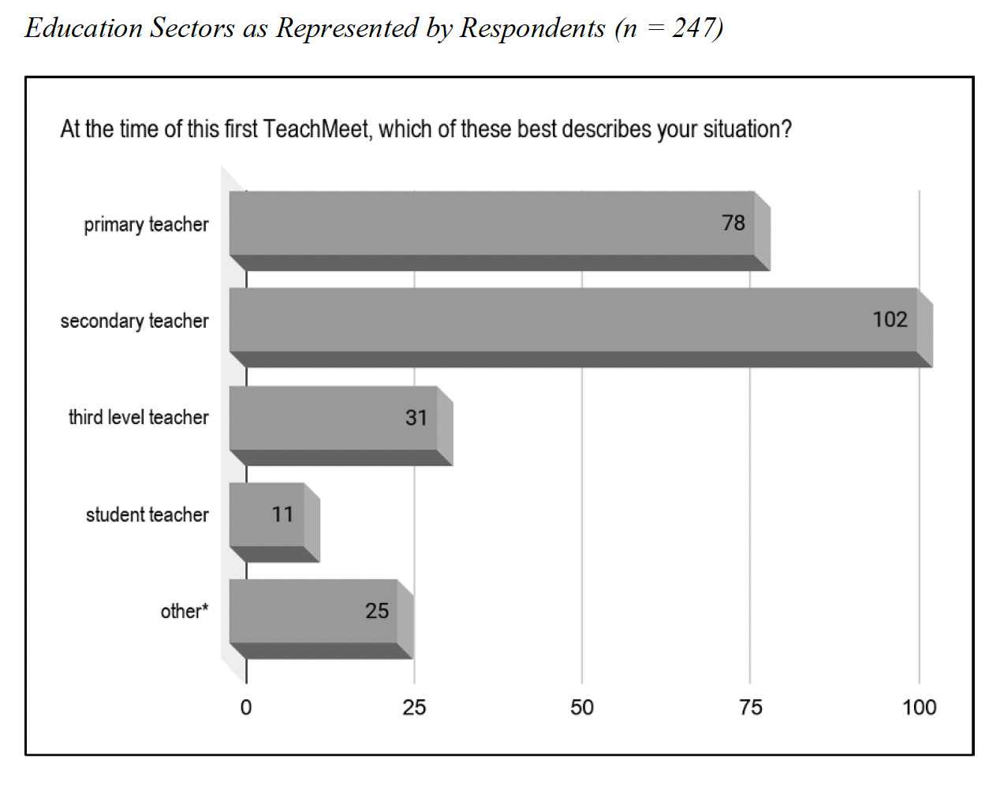 Education Sectors as Represented by Respondents (n = 247)
At the time of this first TeachMeet, which of these best describes your situation?
primary teacher 78
secondary teacher 102
third level teacher 31
student teacher 11
other* 25
0 25 50 75 100